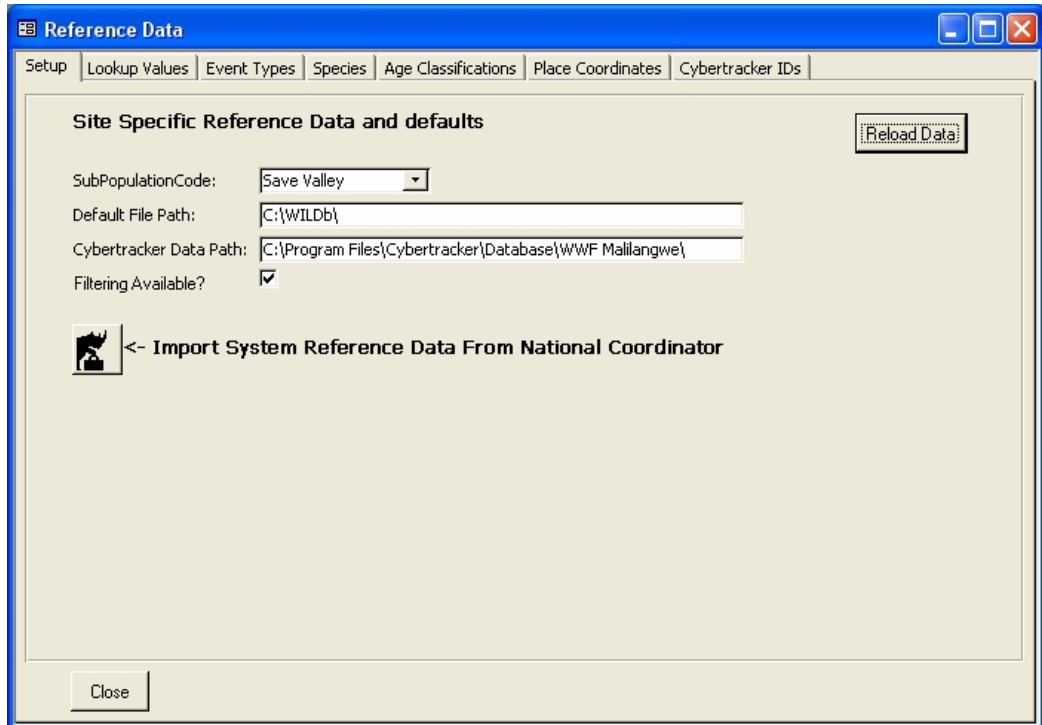 Reference Data
Setup Lookup Values Event Types Species Age Classifications Place Coordinates Cybertracker IDs
Site Specific Reference Data and defaults
Reload Data
SubPopulationCode: Save Valley
Default File Path: C:\WILDb\
Cybertracker Data Path: C:\Program Files\Cybertracker\Database\WWF Malilangwe\
Filtering Available?
<- Import System Reference Data From National Coordinator
Close